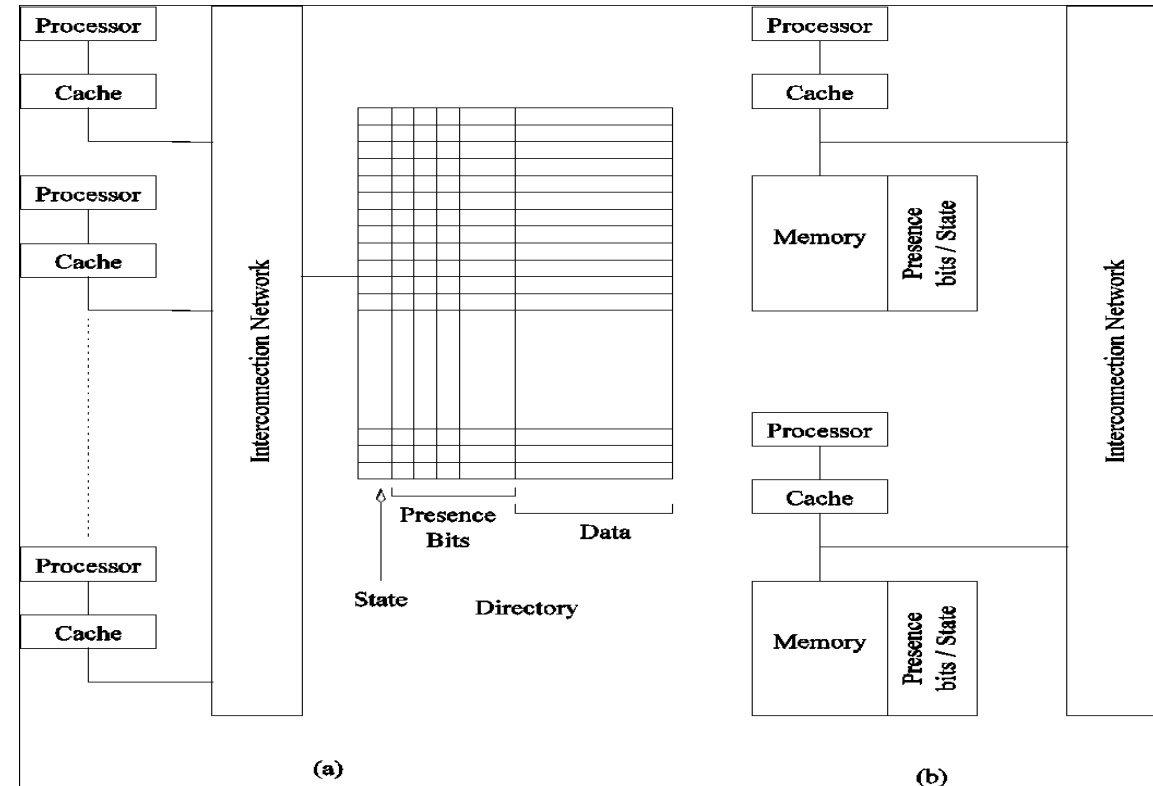 Processor
Cache
Processor
Cache
Processor
Cache
Interconnection Network
Presence
Bits
Data
State
Directory
(a)
Processor
Cache
Memory
Presence
bits / State
Processor
Cache
Memory
Presence
bits / State
Interconnection Network
(b)